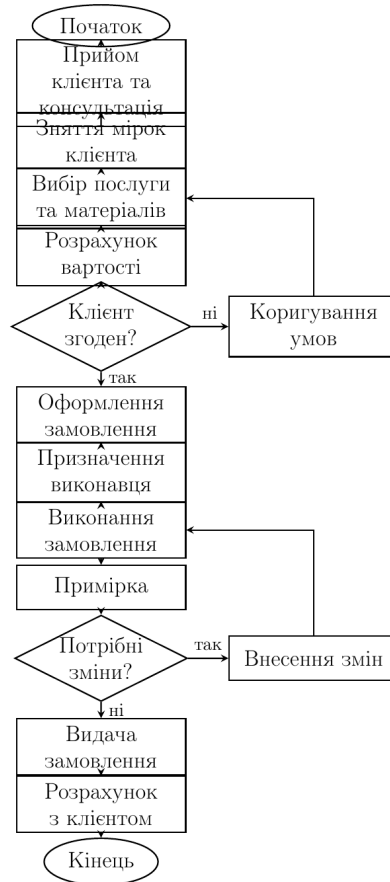 Початок
Прийом
клієнта та
консультація
Зняття мірок
клієнта
Вибір послуги
та матеріалів
Розрахунок
вартості
Клієнт
згоден?
ні
Коригування
умов
так
Оформлення
замовлення
Призначення
виконавця
Виконання
замовлення
Примірка
Потрібні
зміни?
так
Внесення змін
ні
Видача
замовлення
Розрахунок
з клієнтом
Кінець